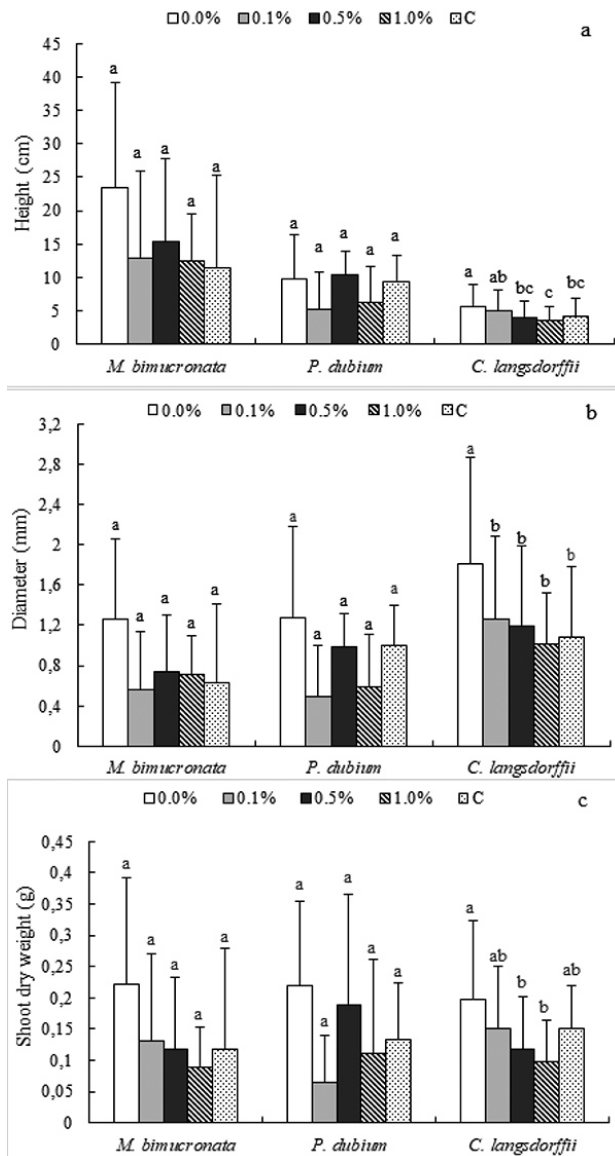 0.0% 0.1% 0.5% 1.0% C
a
Height (cm)
45
40
35
30
25
20
15
10
5
0
a a a a a
a a a a a
a ab bc c bc
M. bimucronata P. dubium C. langsdorffii
0.0% 0.1% 0.5% 1.0% C
b
Diameter (mm)
3,2
2,8
2,4
2
1,6
1,2
0,8
0,4
0
a a a a a
a a a a a
a b b b b
M. bimucronata P. dubium C. langsdorffii
0.0% 0.1% 0.5% 1.0% C
c
Shoot dry weight (g)
0,45
0,4
0,35
0,3
0,25
0,2
0,15
0,1
0,05
0
a a a a a
a a a a a
a ab b b ab
M. bimucronata P. dubium C. langsdorffii